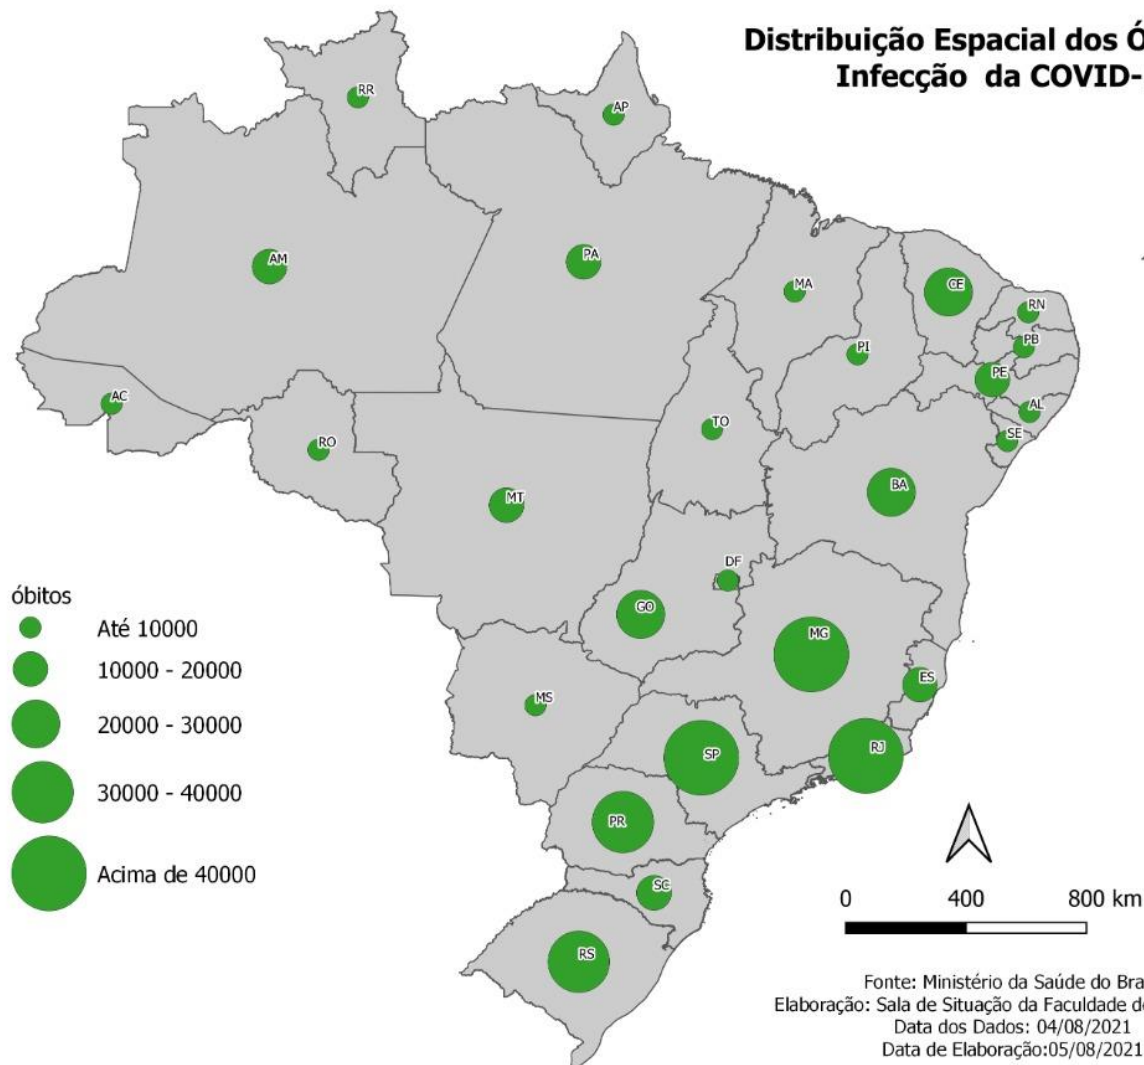 Distribuição Espacial dos Ó
Infecção da COVID-
RR
AP
AM
PA
MA
CE
RN
PB
PI
PE
AC
AL
TO
SE
RO
BA
MT
DF
GO
MG
ES
MS
SP
RJ
PR
SC
RS
óbitos
Até 10000
10000 - 20000
20000 - 30000
30000 - 40000
Acima de 40000
0 400 800 km
Fonte: Ministério da Saúde do Bra
Elaboração: Sala de Situação da Faculdade d
Data dos Dados: 04/08/2021
Data de Elaboração:05/08/2021